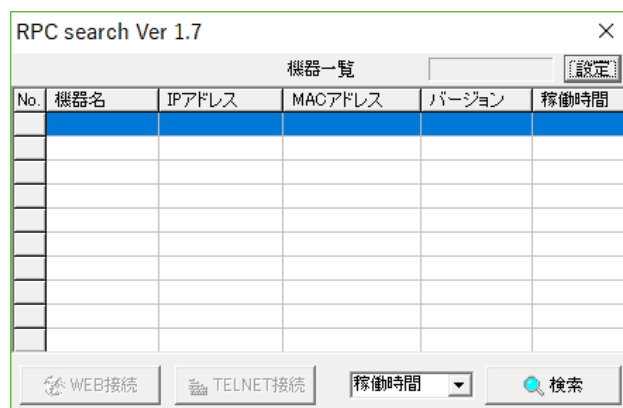 RPC search Ver 1.7
機器一覧 設定
No. 機器名 IPアドレス MACアドレス バージョン 稼働時間
WEB接続 TELNET接続 稼働時間 検索